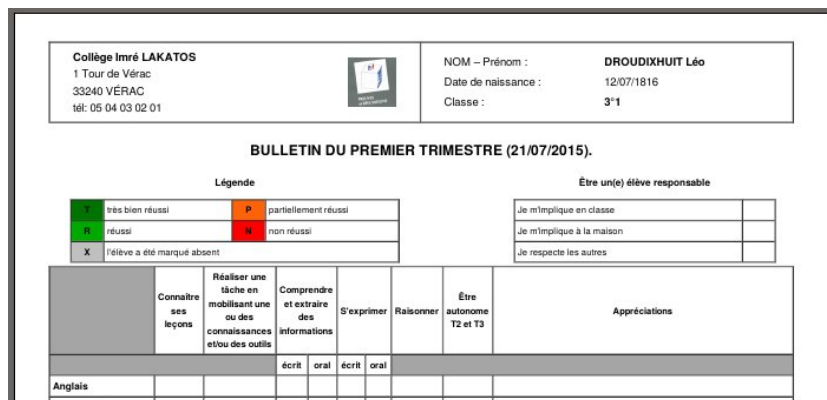 Collège Imré LAKATOS
1 Tour de Vérac
33240 VÉRAC
tél: 05 04 03 02 01
NOM – Prénom : DROUDIXHUIT Léo
Date de naissance : 12/07/1816
Classe : 3°1
BULLETIN DU PREMIER TRIMESTRE (21/07/2015).
Légende
T très bien réussi P partiellement réussi
R réussi N non réussi
X l'élève a été marqué absent
Être un(e) élève responsable
Je m'implique en classe
Je m'implique à la maison
Je respecte les autres
Connaître
ses
leçons
Réaliser une
tâche en
mobilisant une
ou des
connaissances
et/ou des outils
Comprendre
et extraire
des
informations
S'exprimer
Raisonner
Être
autonome
T2 et T3
Appréciations
écrit oral écrit oral
Anglais